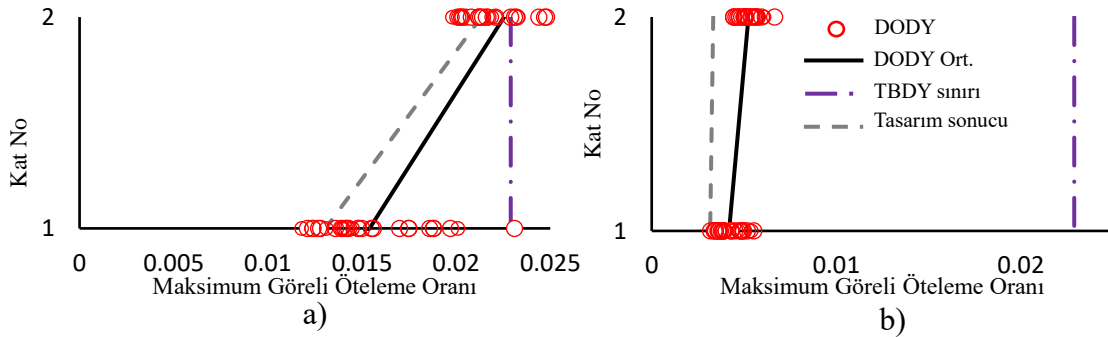 2
Kat No
1
0
0.005
0.01
0.015
0.02
0.025
Maksimum Göreli Öteleme Oranı
a)
2
Kat No
1
0
0.01
0.02
Maksimum Göreli Öteleme Oranı
b)
DODY
DODY Ort.
TBDY sınırı
Tasarım sonucu